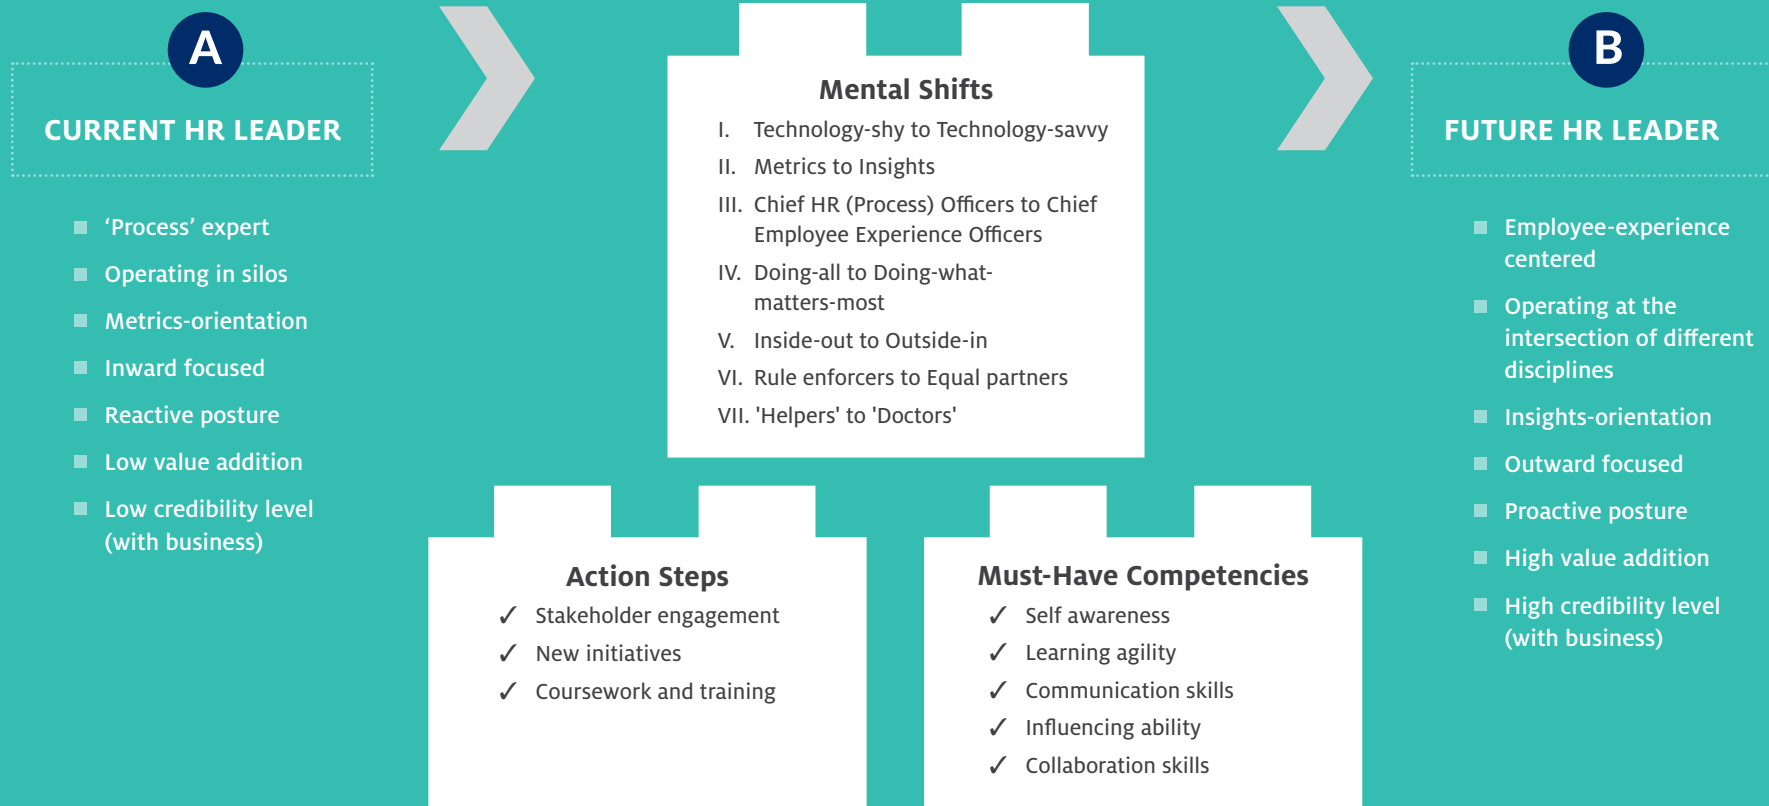 A
CURRENT HR LEADER
‘Process’ expert
Operating in silos
Metrics-orientation
Inward focused
Reactive posture
Low value addition
Low credibility level
(with business)
Mental Shifts
I. Technology-shy to Technology-savvy
II. Metrics to Insights
III. Chief HR (Process) Officers to Chief
Employee Experience Officers
IV. Doing-all to Doing-what-
matters-most
V. Inside-out to Outside-in
VI. Rule enforcers to Equal partners
VII. 'Helpers' to 'Doctors'
Action Steps
✓ Stakeholder engagement
✓ New initiatives
✓ Coursework and training
Must-Have Competencies
✓ Self awareness
✓ Learning agility
✓ Communication skills
✓ Influencing ability
✓ Collaboration skills
B
FUTURE HR LEADER
Employee-experience
centered
Operating at the
intersection of different
disciplines
Insights-orientation
Outward focused
Proactive posture
High value addition
High credibility level
(with business)